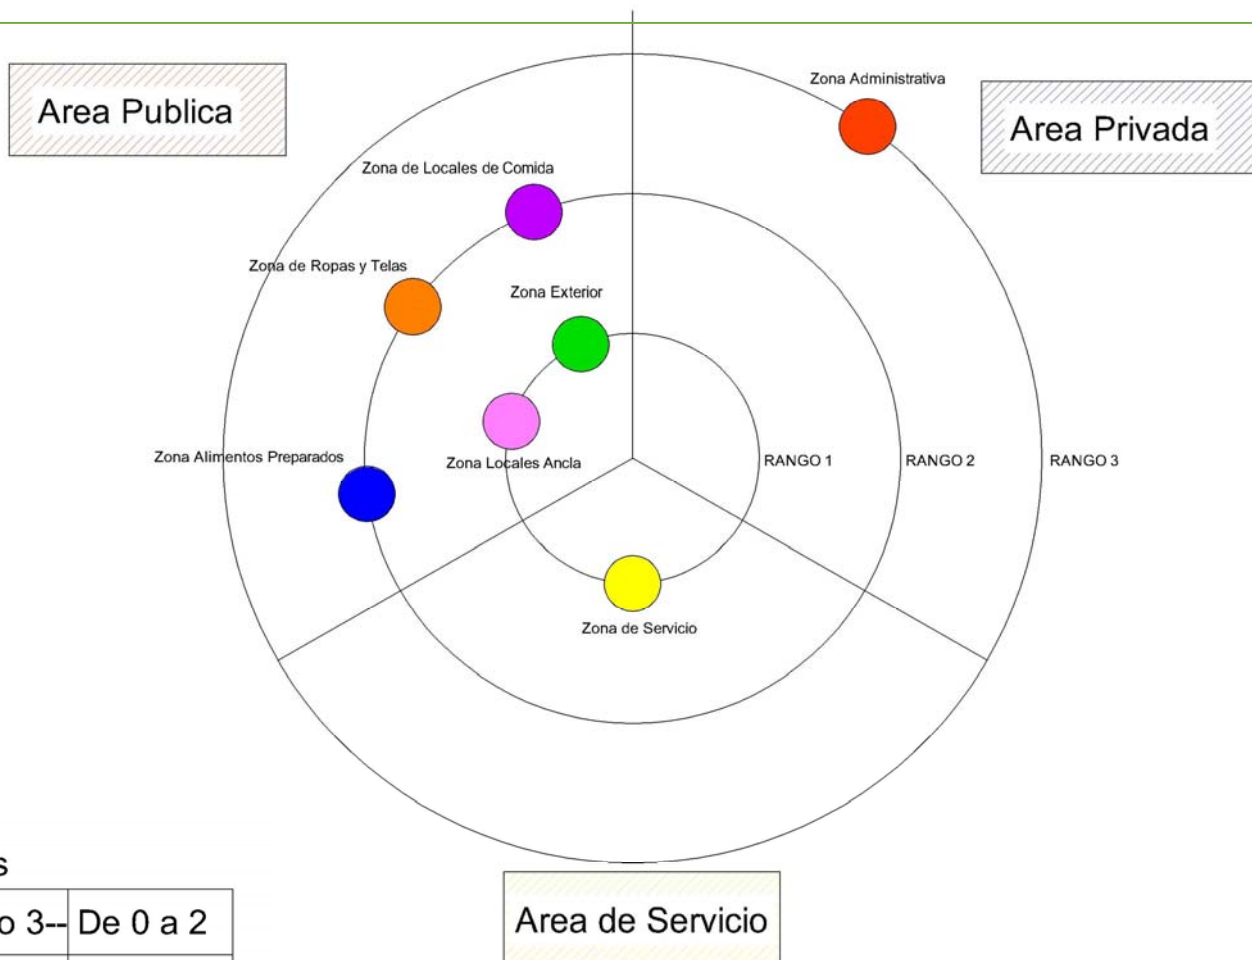 Zona Administrativa
Area Publica
Area Privada
Zona de Locales de Comida
Zona de Ropas y Telas
Zona Exterior
Zona Alimentos Preparados
Zona Locales Ancla
RANGO 1
RANGO 2
RANGO 3
Zona de Servicio
s
o 3-- De 0 a 2
Area de Servicio